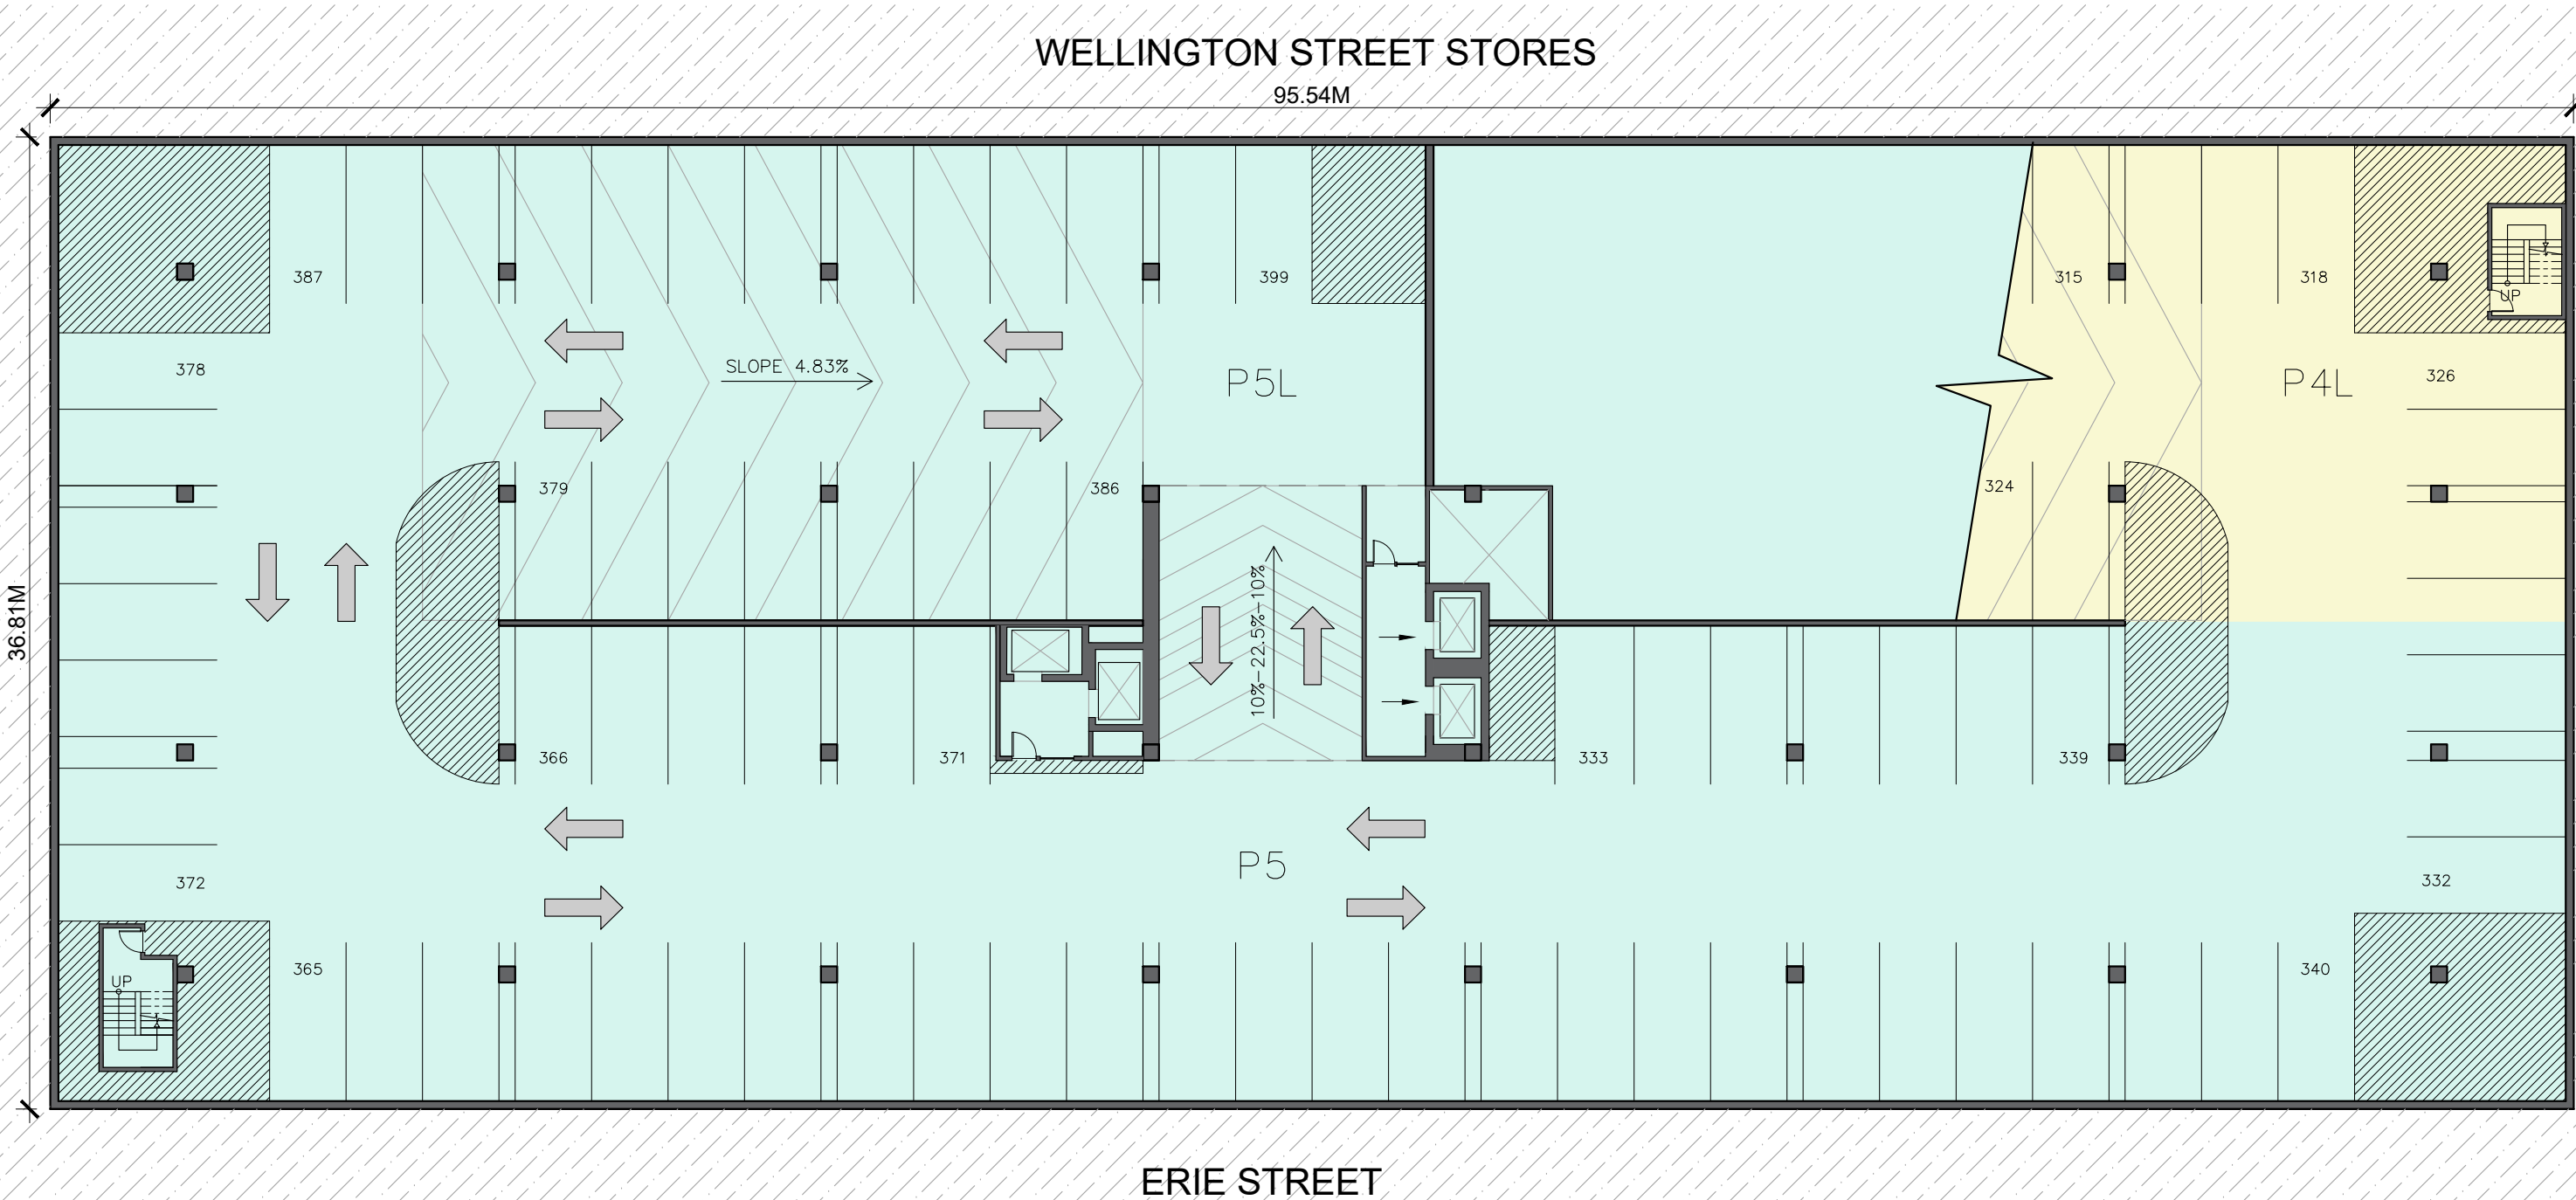 WELLINGTON STREET STORES
95.54M
36.81M
387
399
315
318
UP
378
SLOPE 4.83%
P5L
P4L
326
379
386
324
10%-22.5%-10%
366
371
333
339
P5
372
332
365
340
UP
ERIE STREET